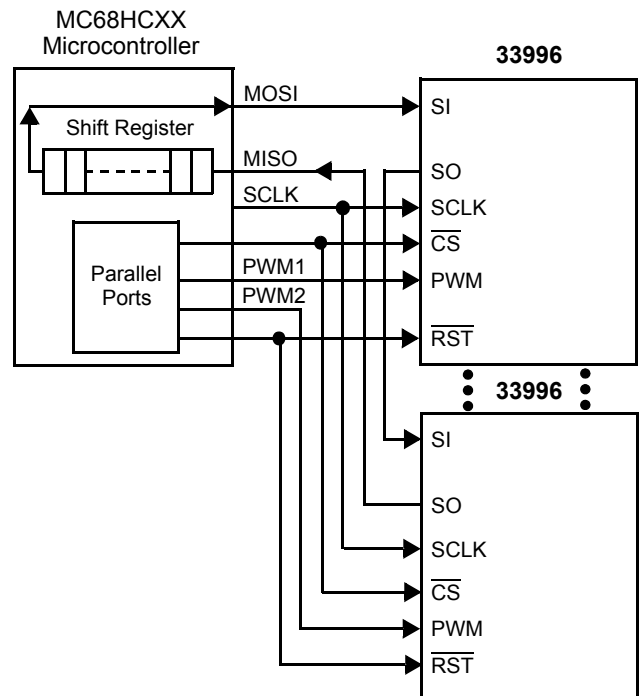 MC68HCXX
Microcontroller
33996
MOSI
SI
Shift Register
MISO
SO
SCLK
SCLK
CS
Parallel
Ports
PWM1
PWM
PWM2
RST
33996
SI
SO
SCLK
CS
PWM
RST